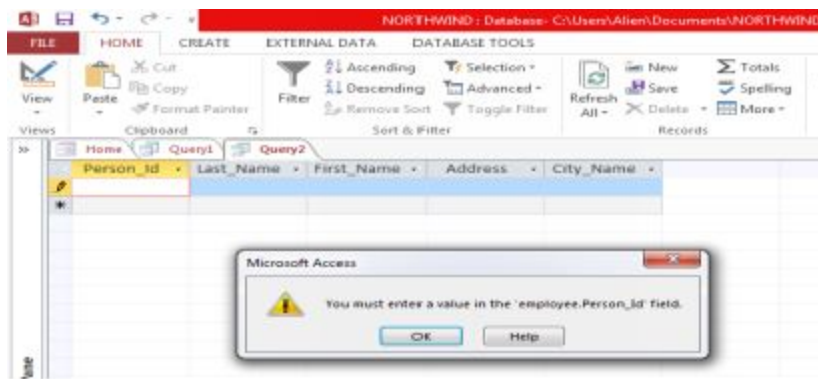 NORTHWIND : Database- C:\Users\Alien\Documents\NORTHWIND
FILE HOME CREATE EXTERNAL DATA DATABASE TOOLS
View
Paste
Cut
Copy
Format Painter
Filter
Ascending
Descending
Remove Sort
Selection
Advanced
Toggle Filter
Refresh All
New
Save
Delete
Totals
Spelling
More
Views Clipboard Sort & Filter Records
Home Query1 Query2
Person_Id Last_Name First_Name Address City_Name
Microsoft Access
You must enter a value in the 'employee.Person_Id' field.
OK Help